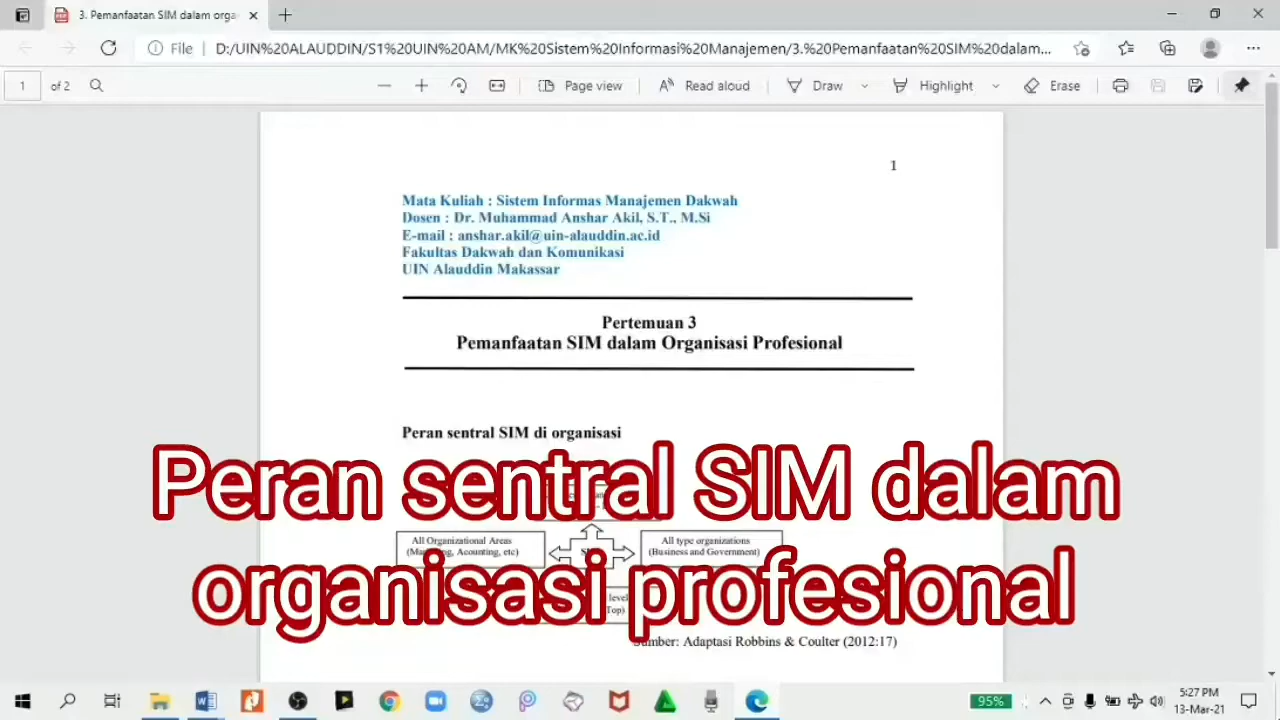 3. Pemanfaatan SIM dalam orga
File
D:/UIN%20ALAUDDIN/S1%20UIN%20AM/MK%20Sistem%20Informasi%20Manajemen/3.%20Pemanfaatan%20SIM%20dalam...
1 of 2
Page view
Read aloud
Draw
Highlight
Erase
1
Mata Kuliah : Sistem Informas Manajemen Dakwah
Dosen : Dr. Muhammad Anshar Akil, S.T., M.Si
E-mail : anshar.akil@uin-alauddin.ac.id
Fakultas Dakwah dan Komunikasi
UIN Alauddin Makassar
Pertemuan 3
Pemanfaatan SIM dalam Organisasi Profesional
Peran sentral SIM di organisasi
Peran sentral SIM dalam
organisasi profesional
All Organizational Areas
etc)
All type organizations
(Business and Government)
level
Top)
Sumber: Adaptasi Robbins & Coulter (2012:17)
95%
5:27 PM
13-Mar-21